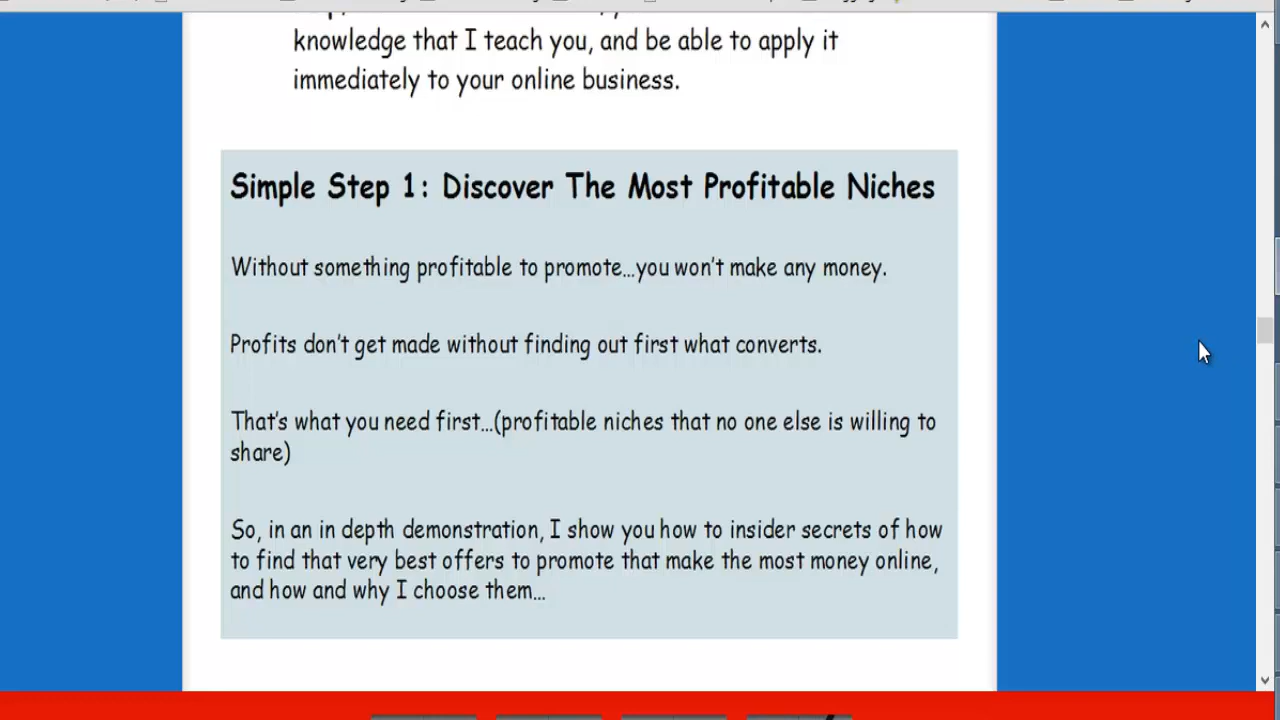 knowledge that I teach you, and be able to apply it
immediately to your online business.
Simple Step 1: Discover The Most Profitable Niches
Without something profitable to promote...you won't make any money.
Profits don't get made without finding out first what converts.
That's what you need first...(profitable niches that no one else is willing to
share)
So, in an in depth demonstration, I show you how to insider secrets of how
to find that very best offers to promote that make the most money online,
and how and why I choose them...